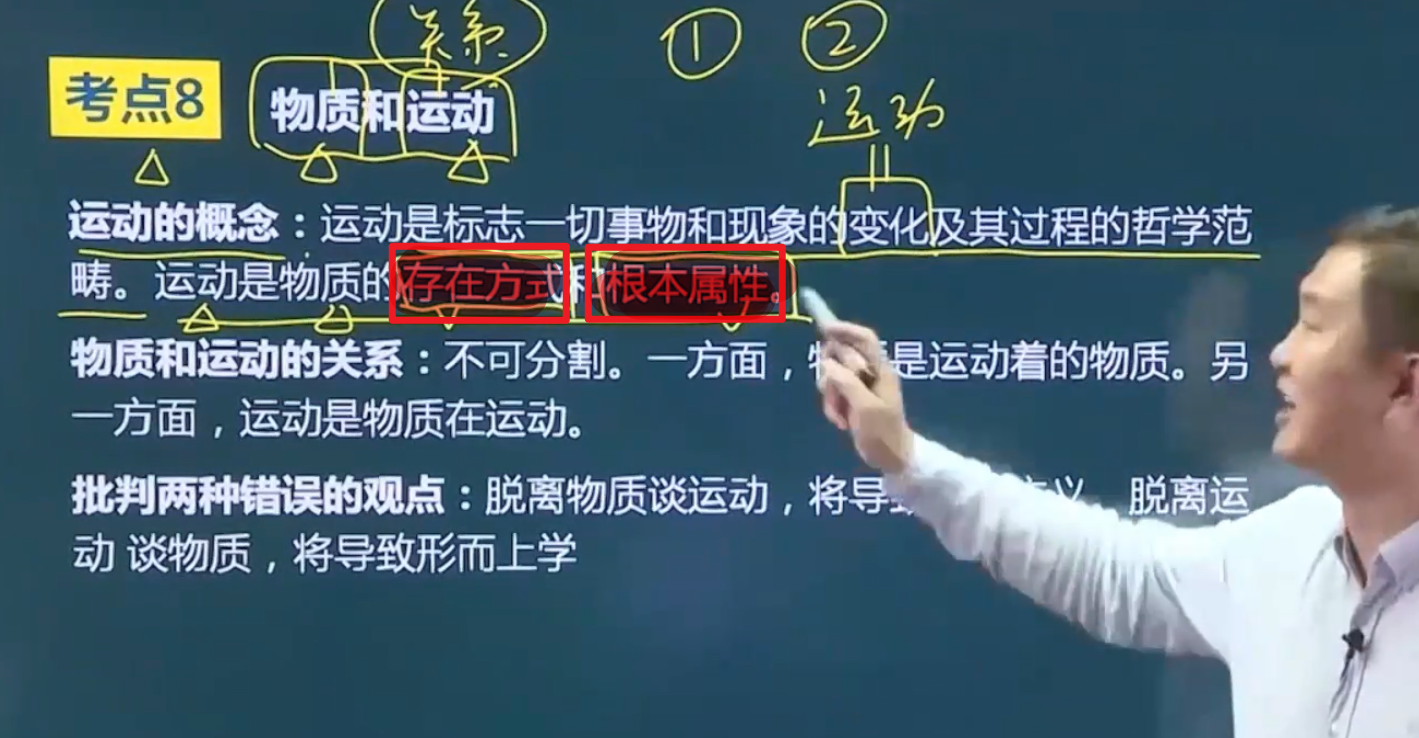 关系 ① ②
考点8 物质和运动
运动
运动的概念：运动是标志一切事物和现象的变化及其过程的哲学范
畴。运动是物质的存在方式和根本属性。
物质和运动的关系：不可分割。一方面，物 是运动着的物质。另
一方面，运动是物质在运动。
批判两种错误的观点：脱离物质谈运动，将导致 主义 脱离运
动 谈物质，将导致形而上学